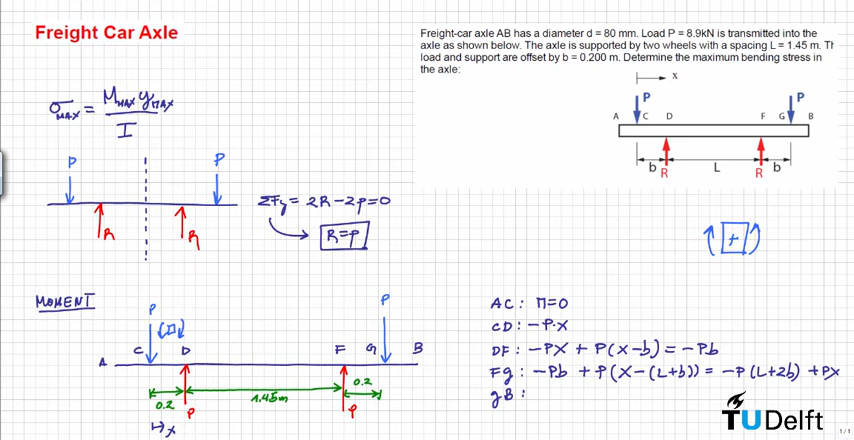 Freight Car Axle
Freight-car axle AB has a diameter d = 80 mm. Load P = 8.9kN is transmitted into the
axle as shown below. The axle is supported by two wheels with a spacing L = 1.45 m. Th
load and support are offset by b = 0.200 m. Determine the maximum bending stress in
the axle:
x
P P
A C D F G B
b L b
R R
σMAX = MMAX yMAX / I
P P
R R
ΣFy = 2R - 2P = 0
R = P
+
MOMENT
P P
(M)
A C D F G B
0.2 1.45m 0.2
P P
↦ x
AC : M = 0
CD : -P·x
DF : -Px + P(x-b) = -Pb
FG : -Pb + P(x-(L+b)) = -P(L+2b) + Px
GB :
TUDelft
1 / 1